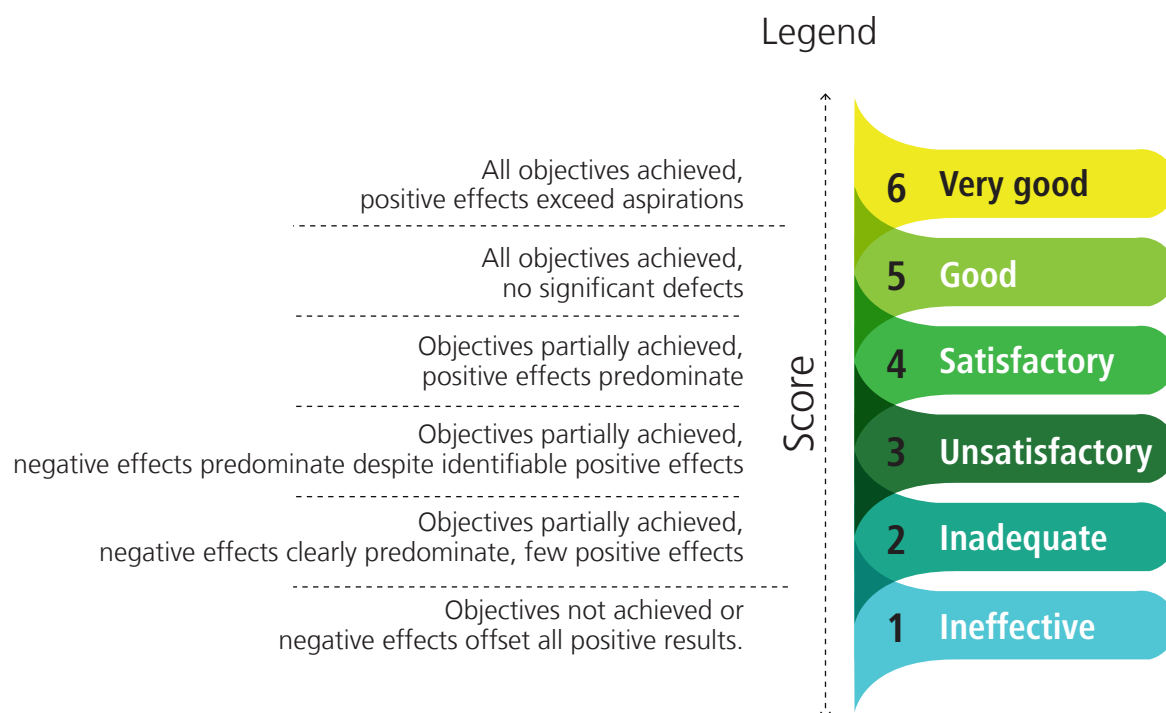 Legend
All objectives achieved,
positive effects exceed aspirations
6 Very good
All objectives achieved,
no significant defects
5 Good
Objectives partially achieved,
positive effects predominate
4 Satisfactory
Score
Objectives partially achieved,
negative effects predominate despite identifiable positive effects
3 Unsatisfactory
Objectives partially achieved,
negative effects clearly predominate, few positive effects
2 Inadequate
Objectives not achieved or
negative effects offset all positive results.
1 Ineffective